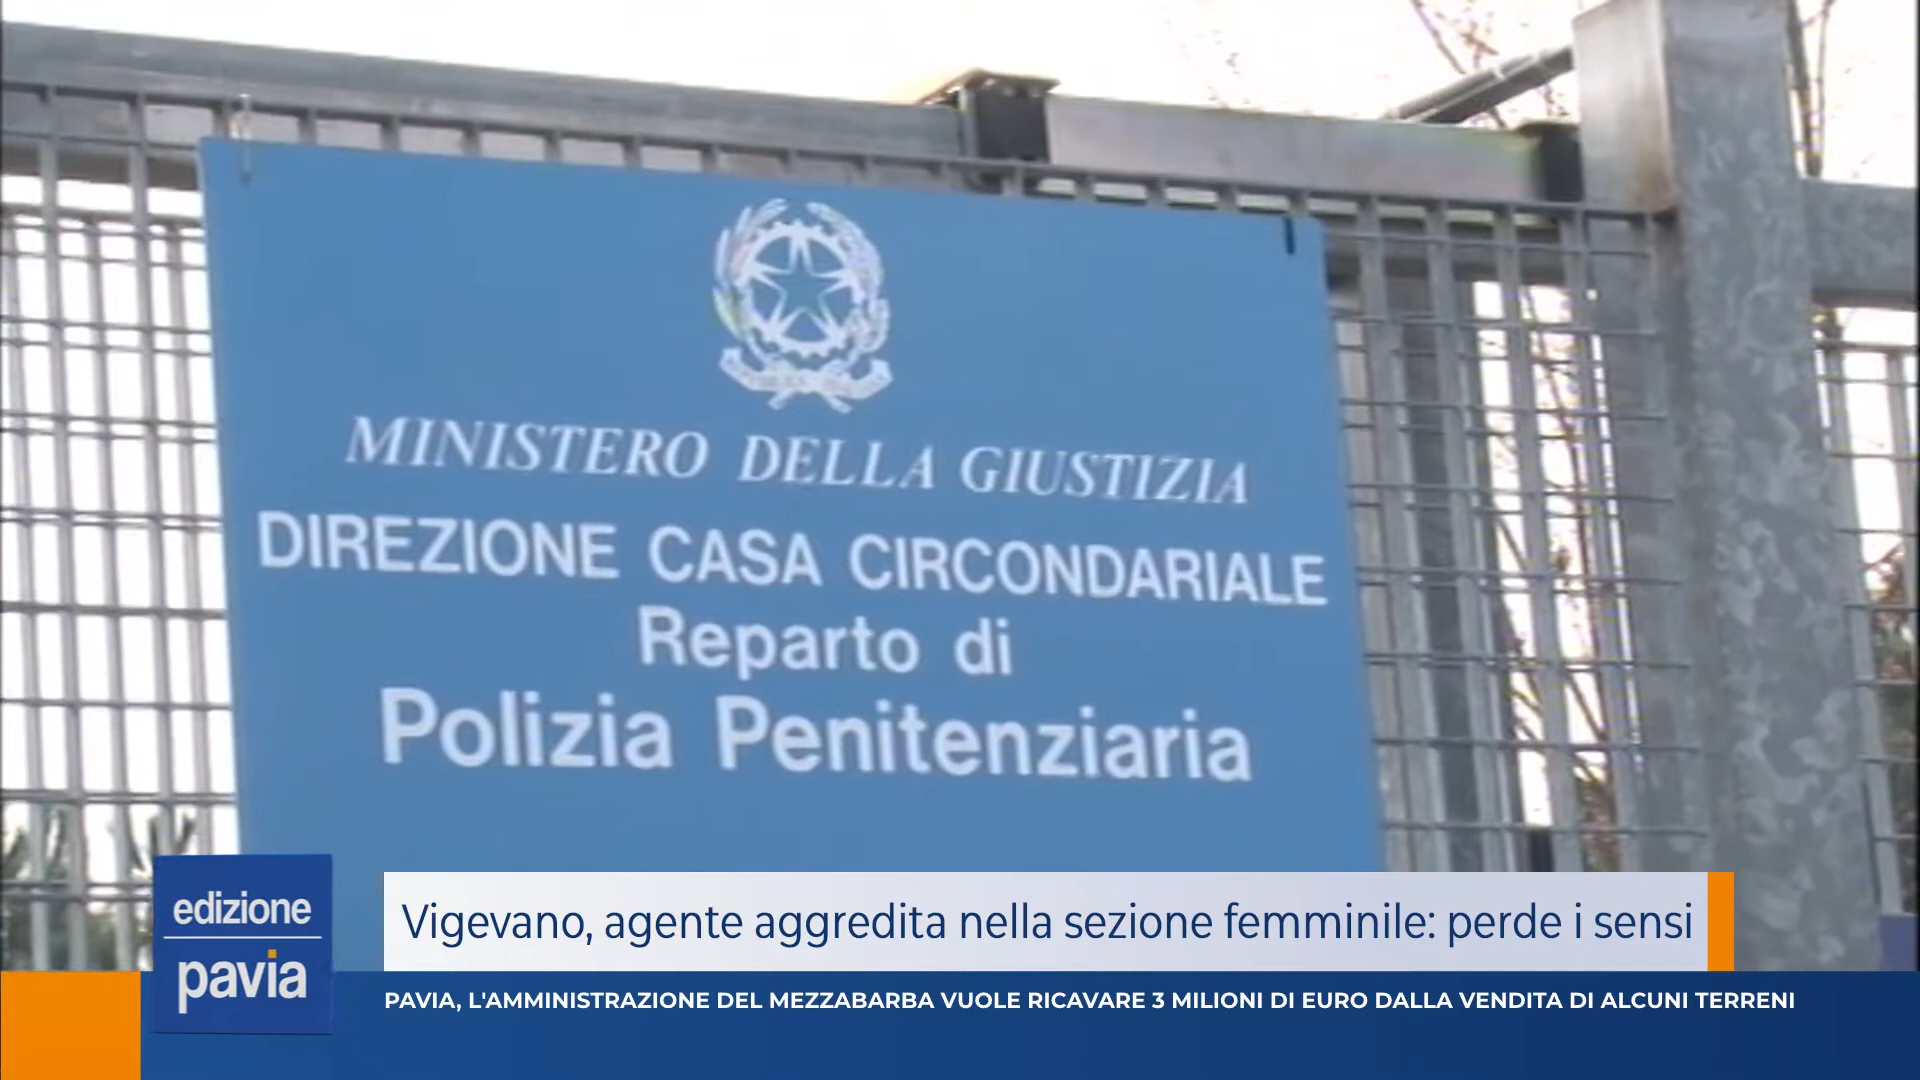 MINISTERO DELLA GIUSTIZIA
DIREZIONE CASA CIRCONDARIALE
Reparto di
Polizia Penitenziaria
edizione
pavia
Vigevano, agente aggredita nella sezione femminile: perde i sensi
PAVIA, L'AMMINISTRAZIONE DEL MEZZABARBA VUOLE RICAVARE 3 MILIONI DI EURO DALLA VENDITA DI ALCUNI TERRENI